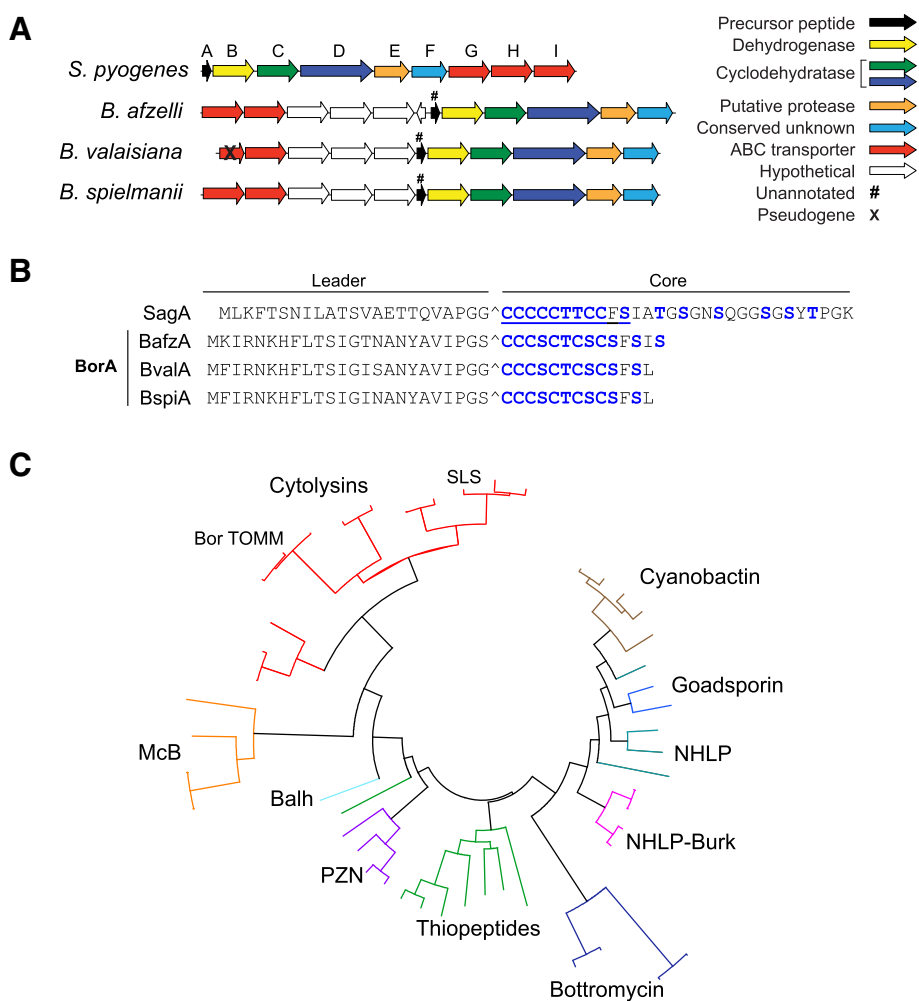 A
A B C D E F G H I
S. pyogenes
#
B. afzelli
#
B. valaisiana
X
#
B. spielmanii
Precursor peptide
Dehydrogenase
Cyclodehydratase
Putative protease
Conserved unknown
ABC transporter
Hypothetical
Unannotated #
Pseudogene X
B
Leader Core
SagA MLKFTSNILATSVAETTQVAPGG^CCCCCTTCCFSIATGSGNSQGGSGSYTPGK
BafzA MKIRNKHFLTSIGTNANYAVIPGS^CCCSCTCSCSFSIS
BorA
BvalA MFIRNKHFLTSIGISANYAVIPGS^CCCSCTCSCSFSL
BspiA MFIRNKHFLTSIGINANYAVIPGS^CCCSCTCSCSFSL
C
Cytolysins
SLS
Bor TOMM
Cyanobactin
Goadsporin
McB
NHLP
Balh
NHLP-Burk
PZN
Thiopeptides
Bottromycin